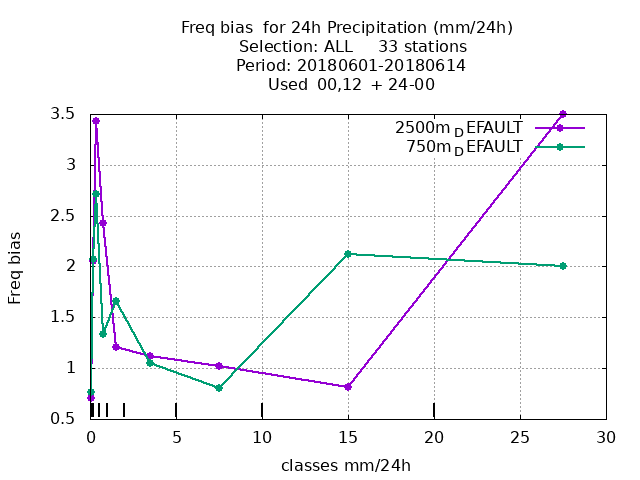 Freq bias  for 24h Precipitation (mm/24h)
Selection: ALL     33 stations
Period: 20180601-20180614
Used  00,12  + 24-00
3.5
3
2.5
2
1.5
1
0.5
Freq bias
2500m_DEFAULT
750m_DEFAULT
0 5 10 15 20 25 30
classes mm/24h